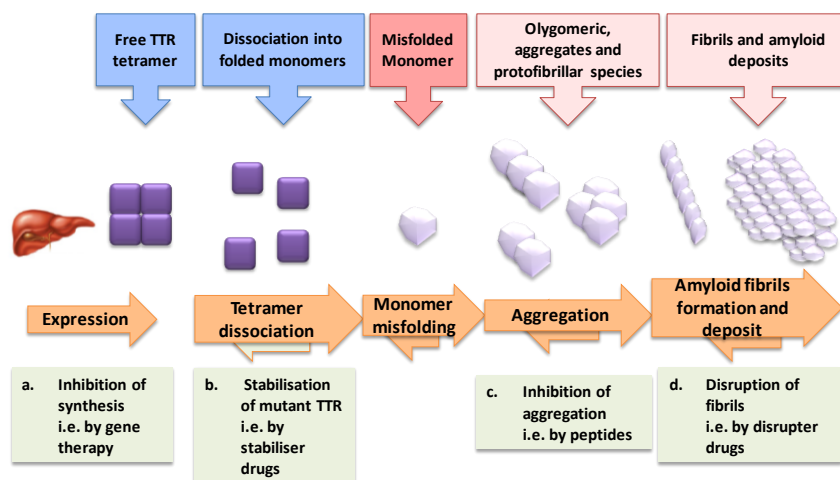 Free TTR
tetramer
Dissociation into
folded monomers
Misfolded
Monomer
Olygomeric,
aggregates and
protofibrillar species
Fibrils and amyloid
deposits
Expression
Tetramer
dissociation
Monomer
misfolding
Aggregation
Amyloid fibrils
formation and
deposit
a. Inhibition of
synthesis
i.e. by gene
therapy
b. Stabilisation
of mutant TTR
i.e. by
stabiliser
drugs
c. Inhibition of
aggregation
i.e. by peptides
d. Disruption of
fibrils
i.e. by disrupter
drugs